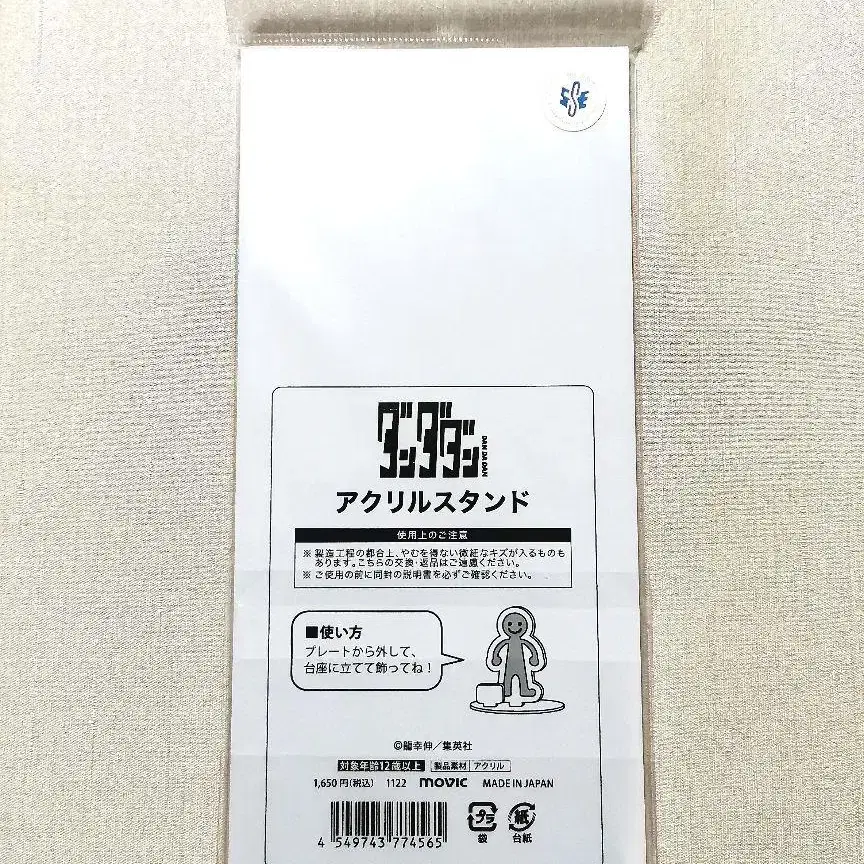 ダンダダン
DAN DA DAN
アクリルスタンド
使用上のご注意
※製造工程の都合上、やむを得ない微細なキズが入るものも
あります。こちらの交換・返品はご遠慮ください。
※ご使用の前に同封の説明書を必ずご確認ください。
■使い方
プレートから外して、
台座に立てて飾ってね！
©龍幸伸／集英社
対象年齢12歳以上 製品素材 アクリル
1,650円(税込) 1122 movic MADE IN JAPAN
4 549743 774565
プラ 紙
袋 台紙